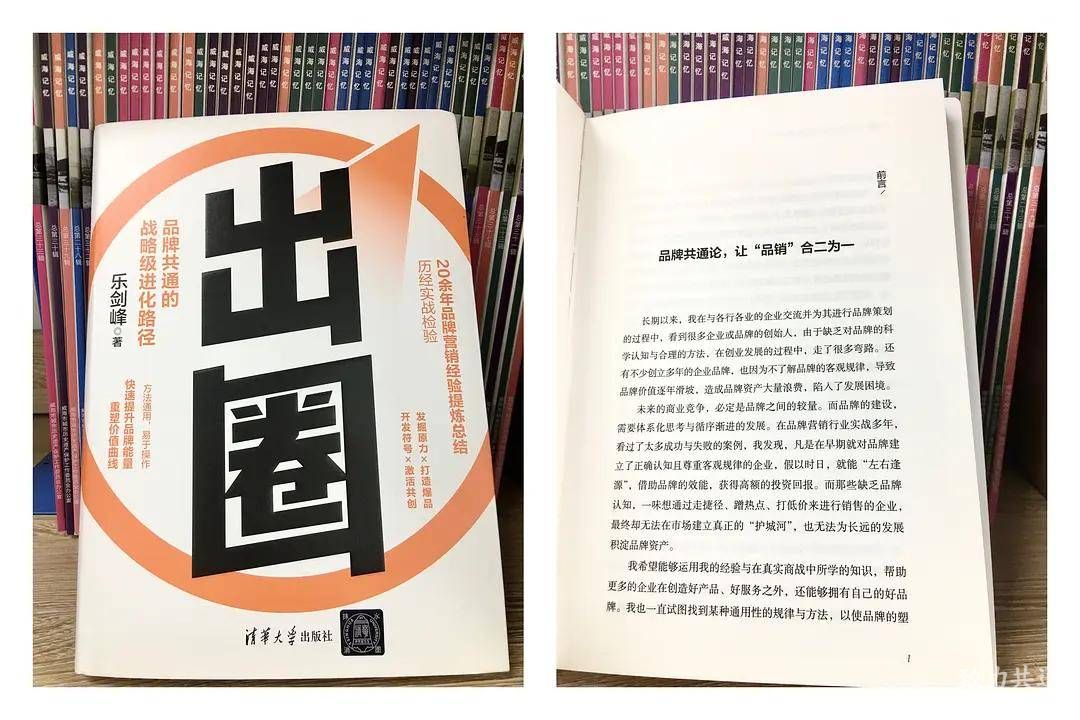 威海记忆
出圈
品牌共通的
战略级进化路径
乐剑峰 ◎ 著
20余年品牌营销经验提炼总结
历经实战检验
方法通用,易于操作
快速提升品牌能量
重塑价值曲线
发掘原力×打造爆品
开发符号×激活共创
清华大学出版社
前言/
品牌共通论,让“品销”合二为一
长期以来,我在与各行各业的企业交流并为其进行品牌策划
的过程中,看到很多企业或品牌的创始人,由于缺乏对品牌的科
学认知与合理的方法,在创业发展的过程中,走了很多弯路。还
有不少创立多年的企业品牌,也因为不了解品牌的客观规律,导致
品牌价值逐年滑坡,造成品牌资产大量浪费,陷入了发展困境。
未来的商业竞争,必定是品牌之间的较量。而品牌的建设,
需要体系化思考与循序渐进的发展。在品牌营销行业实战多年,
看过了太多成功与失败的案例,我发现,凡是在早期就对品牌建
立了正确认知且尊重客观规律的企业,假以时日,就能“左右逢
源”,借助品牌的效能,获得高额的投资回报。而那些缺乏品牌
认知,一味想通过走捷径、蹭热点、打低价来进行销售的企业,
最终却无法在市场建立真正的“护城河”,也无法为长远的发展
积淀品牌资产。
我希望能够运用我的经验与在真实商战中所学的知识,帮助
更多的企业在创造好产品、好服务之外,还能够拥有自己的好品
牌。我也一直试图找到某种通用性的规律与方法,以使品牌的塑
1